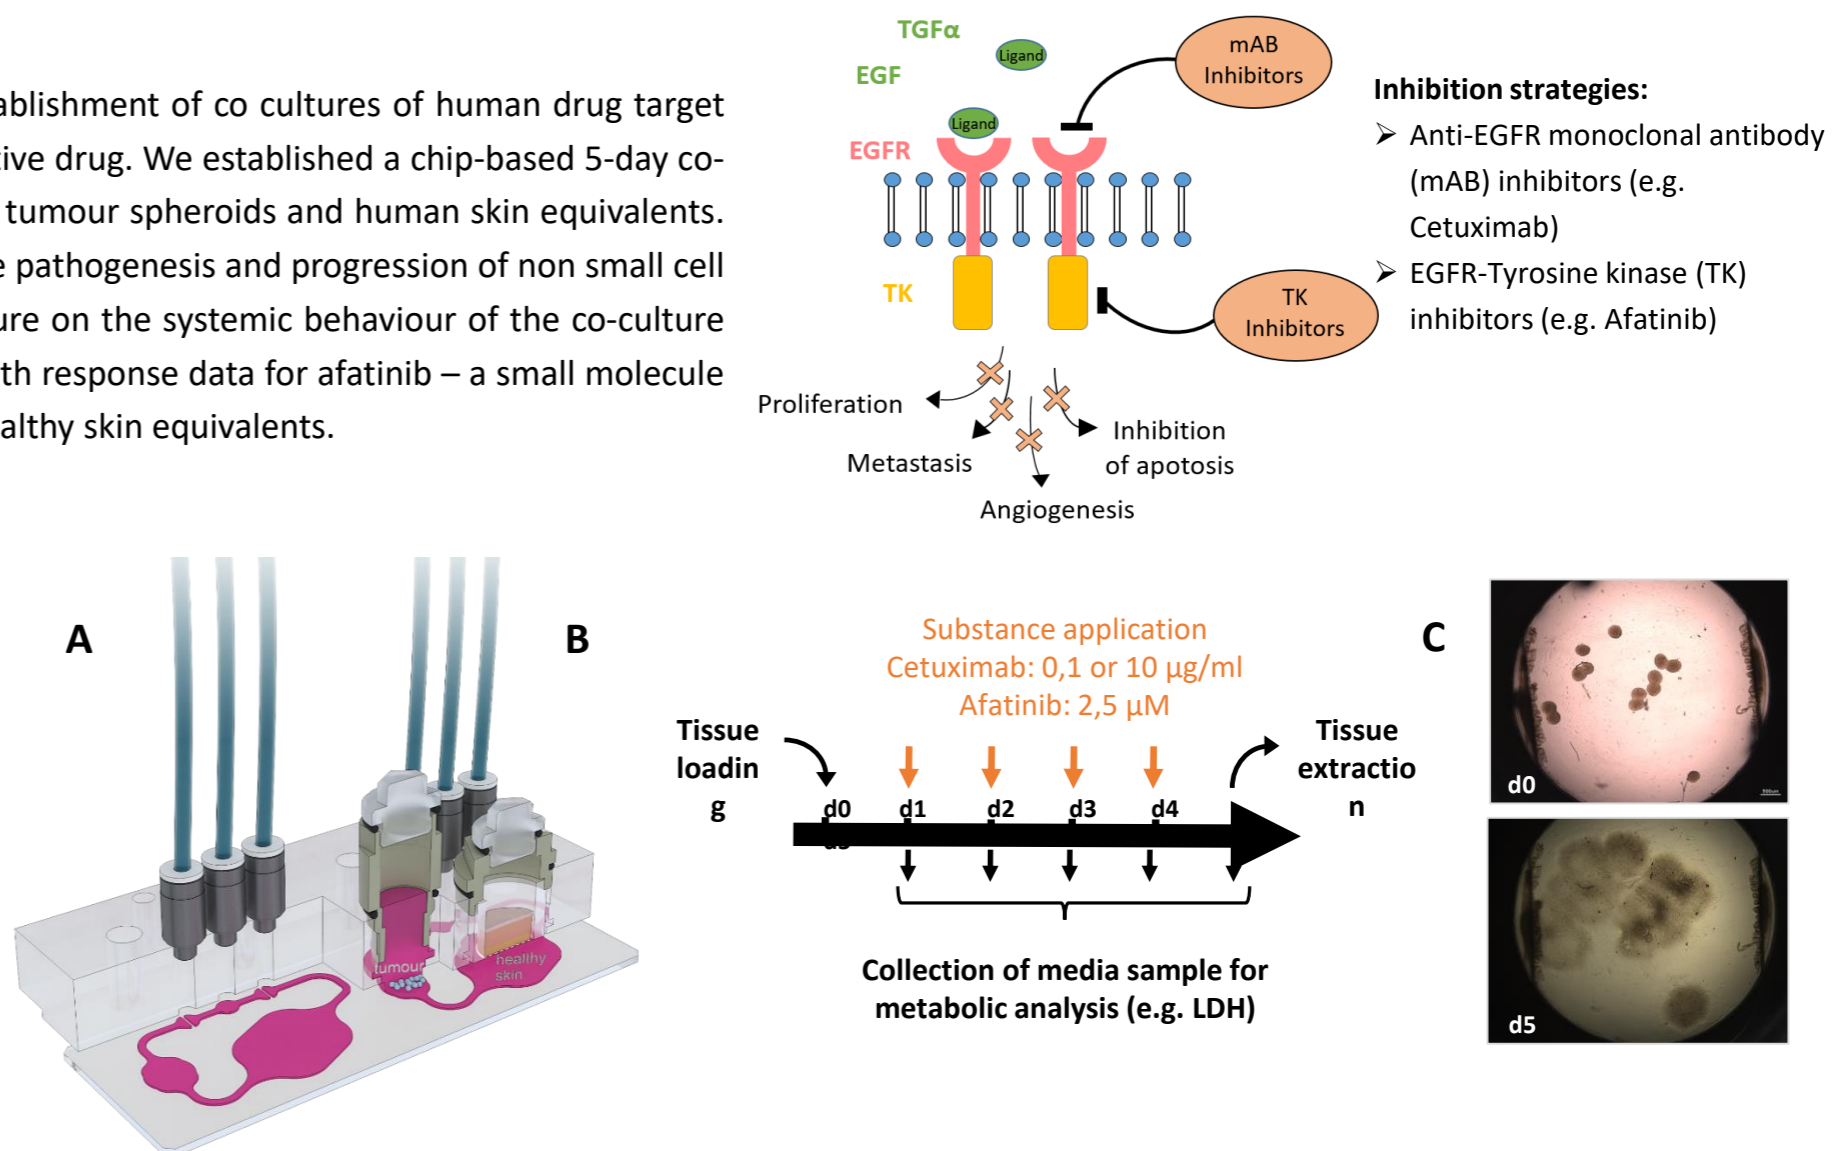 ablishment of co cultures of human drug target
tive drug. We established a chip-based 5-day co-
tumour spheroids and human skin equivalents.
e pathogenesis and progression of non small cell
ure on the systemic behaviour of the co-culture
th response data for afatinib – a small molecule
althy skin equivalents.
TGFα
Ligand
EGF
Ligand
EGFR
TK
mAB
Inhibitors
TK
Inhibitors
Proliferation
Metastasis
Angiogenesis
Inhibition
of apotosis
Inhibition strategies:
➢ Anti-EGFR monoclonal antibody
(mAB) inhibitors (e.g.
Cetuximab)
➢ EGFR-Tyrosine kinase (TK)
inhibitors (e.g. Afatinib)
A
tumour
healthy
skin
B
Substance application
Cetuximab: 0,1 or 10 µg/ml
Afatinib: 2,5 µM
Tissue
loadin
g
Tissue
extractio
n
d0 d1 d2 d3 d4
Collection of media sample for
metabolic analysis (e.g. LDH)
C
d0
d5